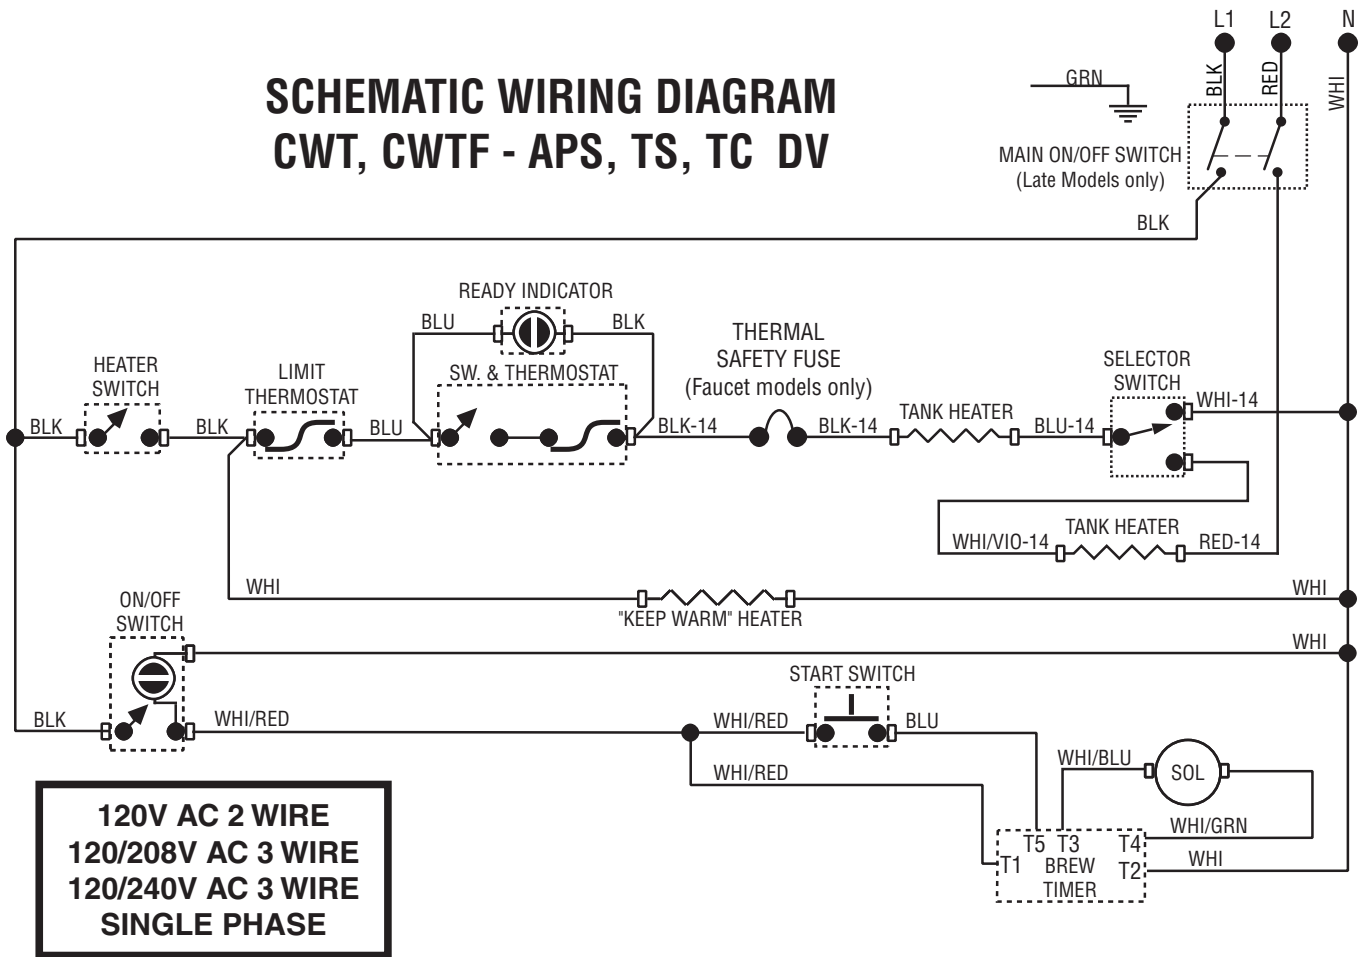 L1 L2 N
BLK RED WHI
GRN
SCHEMATIC WIRING DIAGRAM
CWT, CWTF - APS, TS, TC DV
MAIN ON/OFF SWITCH
(Late Models only)
BLK
READY INDICATOR
BLU BLK
THERMAL
SAFETY FUSE
(Faucet models only)
HEATER
SWITCH
LIMIT
THERMOSTAT
SW. & THERMOSTAT
SELECTOR
SWITCH
WHI-14
BLK BLK BLU BLK-14 BLK-14 TANK HEATER BLU-14
WHI/VIO-14 TANK HEATER RED-14
WHI WHI
"KEEP WARM" HEATER
ON/OFF
SWITCH
WHI
START SWITCH
BLK WHI/RED WHI/RED BLU
WHI/RED
WHI/BLU SOL
WHI/GRN
T5 T3 T4
T1 BREW T2 WHI
TIMER
120V AC 2 WIRE
120/208V AC 3 WIRE
120/240V AC 3 WIRE
SINGLE PHASE